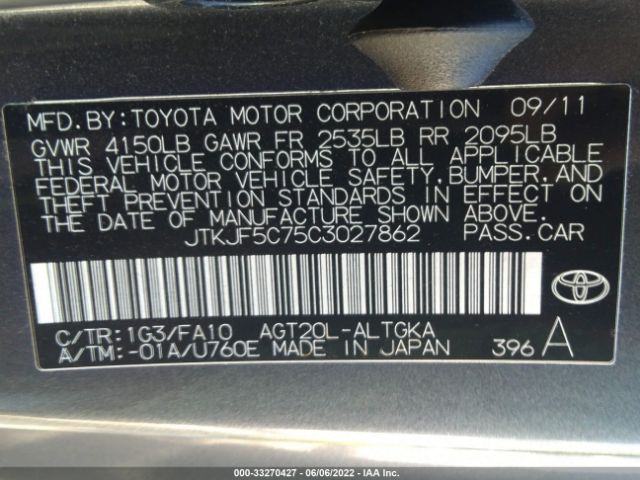 MFD.BY:TOYOTA MOTOR CORPORATION 09/11
GVWR 4150LB GAWR FR 2535LB RR 2095LB
THIS VEHICLE CONFORMS TO ALL APPLICABLE
FEDERAL MOTOR VEHICLE SAFETY,BUMPER,AND
THEFT PREVENTION STANDARDS IN EFFECT ON
THE DATE OF MANUFACTURE SHOWN ABOVE.
JTKJF5C75C3027862 PASS.CAR
C/TR:1G3/FA10 AGT20L-ALTGKA
A/TM:-01A/U760E MADE IN JAPAN 396 A
000-33270427 - 06/06/2022 - IAA Inc.